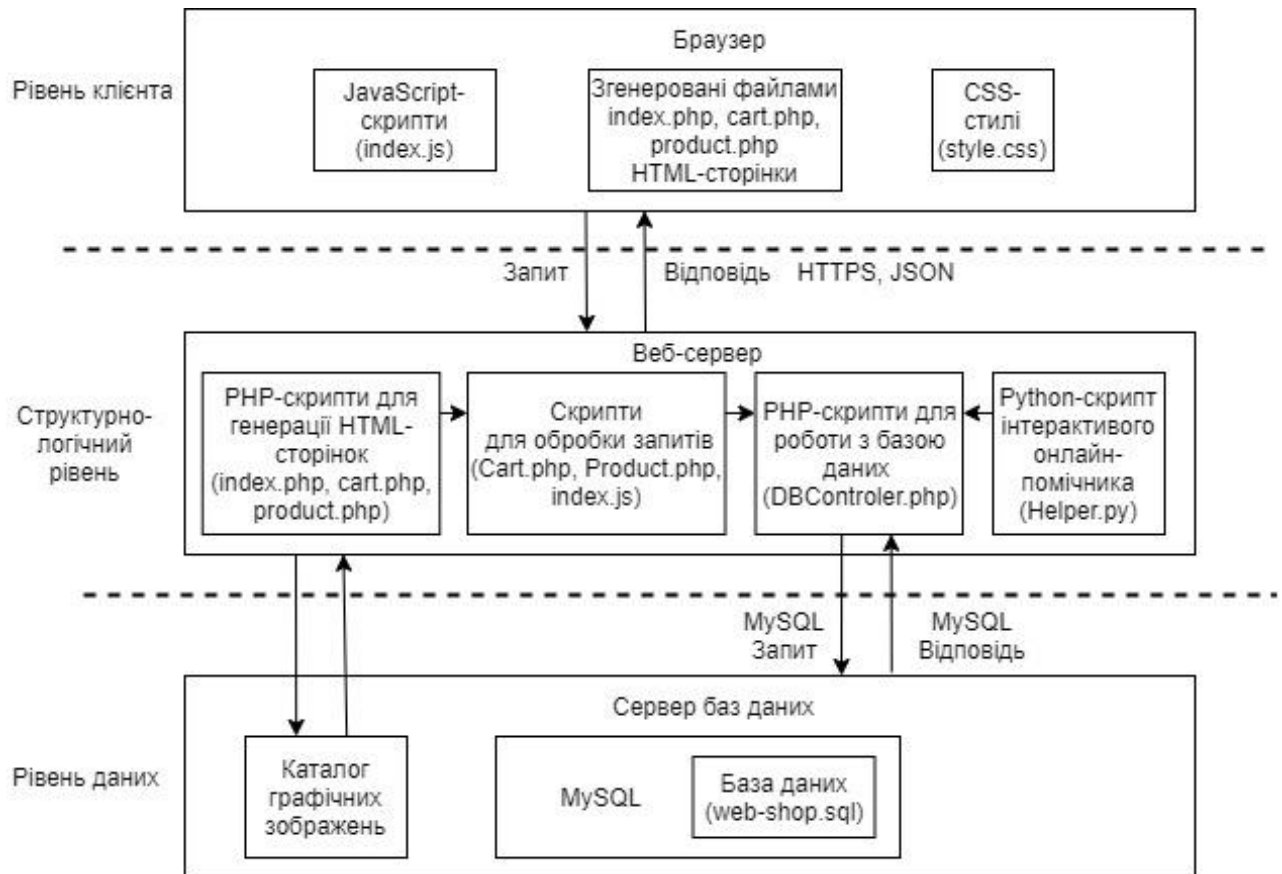 Браузер
Рівень клієнта
JavaScript-
скрипти
(index.js)
Згенеровані файлами
index.php, cart.php,
product.php
HTML-сторінки
CSS-
стилі
(style.css)
Запит
Відповідь
HTTPS, JSON
Веб-сервер
Структурно-
логічний
рівень
PHP-скрипти для
генерації HTML-
сторінок
(index.php, cart.php,
product.php)
Скрипти
для обробки запитів
(Cart.php, Product.php,
index.js)
PHP-скрипти для
роботи з базою
даних
(DBControler.php)
Python-скрипт
інтерактивого
онлайн-
помічника
(Helper.py)
MySQL
Запит
MySQL
Відповідь
Сервер баз даних
Рівень даних
Каталог
графічних
зображень
MySQL
База даних
(web-shop.sql)